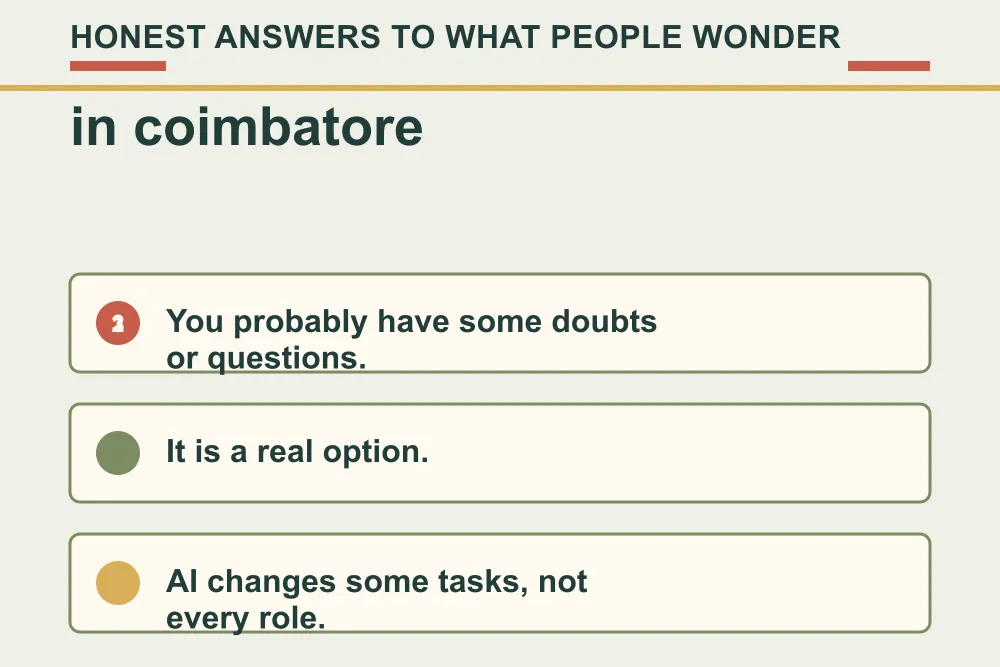 HONEST ANSWERS TO WHAT PEOPLE WONDER
in coimbatore
You probably have some doubts
or questions.
It is a real option.
AI changes some tasks, not
every role.